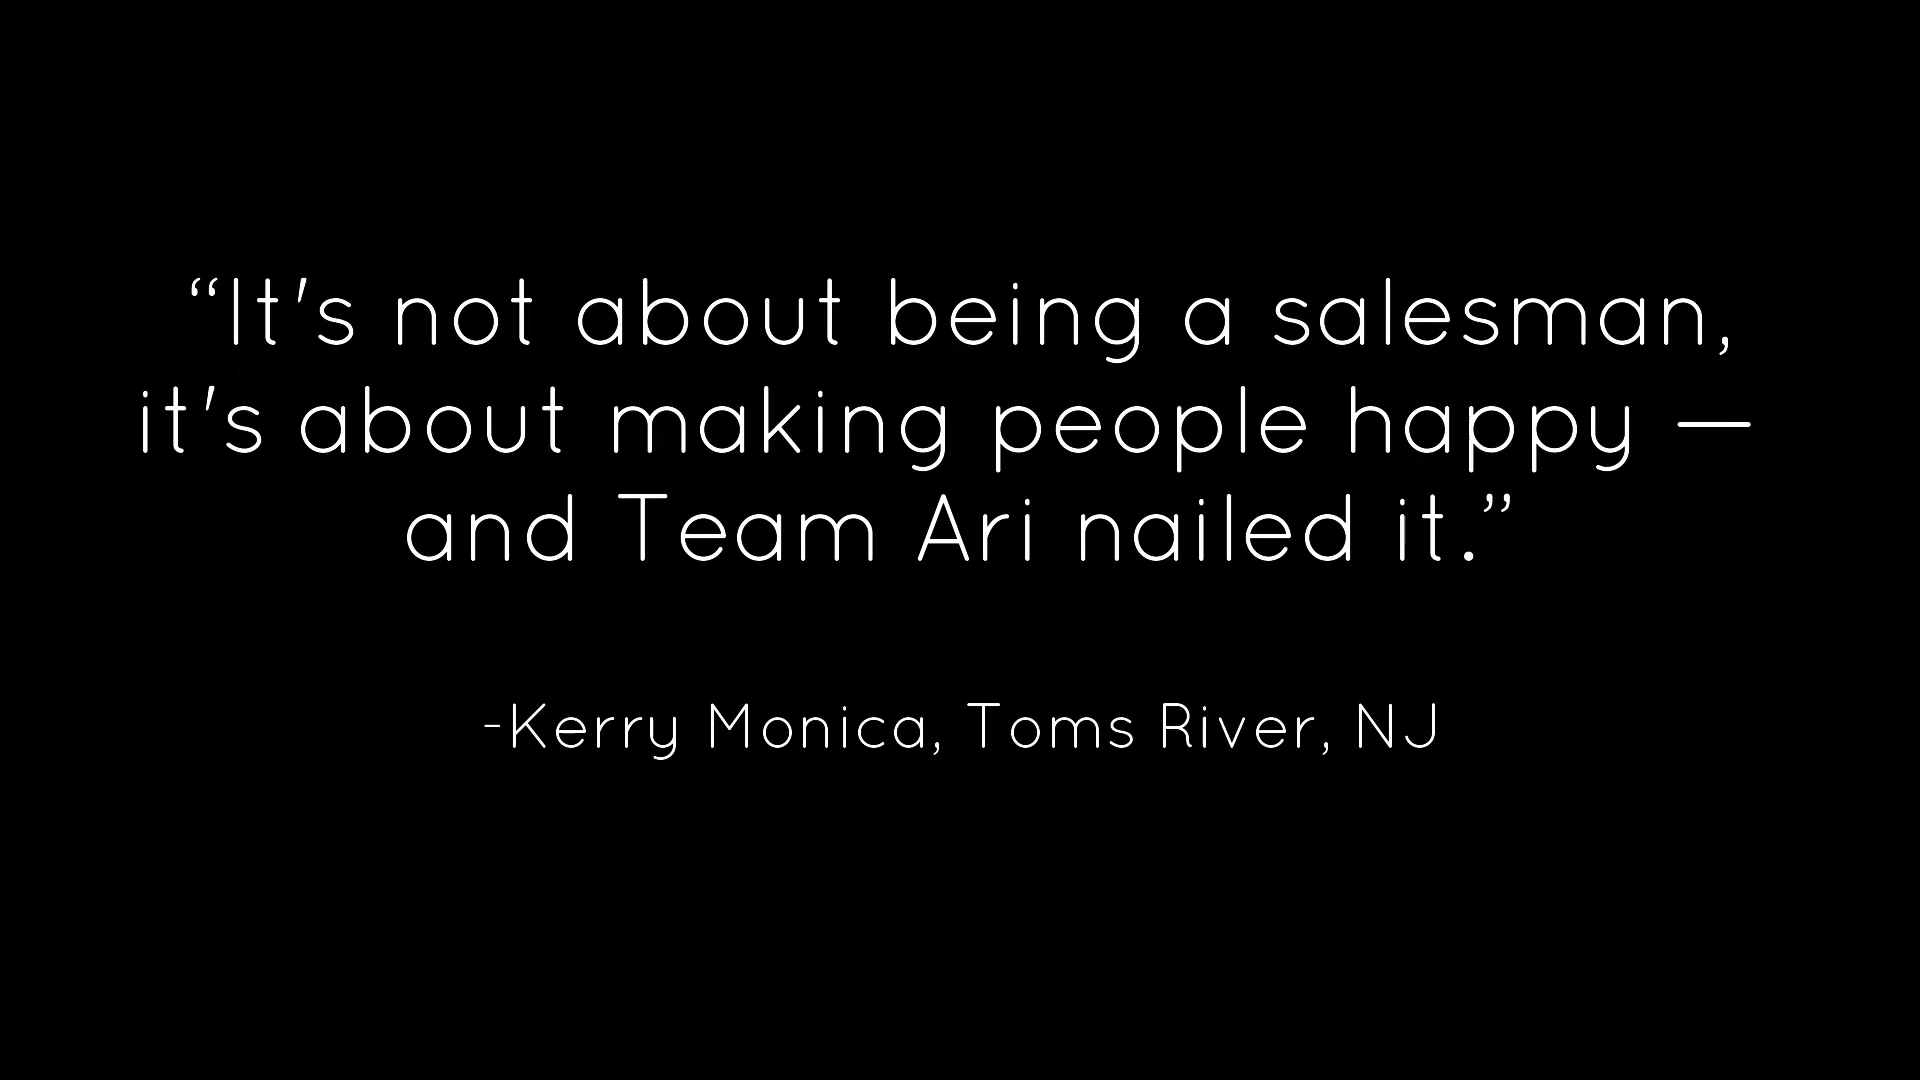 “It's not about being a salesman,
it's about making people happy —
and Team Ari nailed it.”
-Kerry Monica, Toms River, NJ